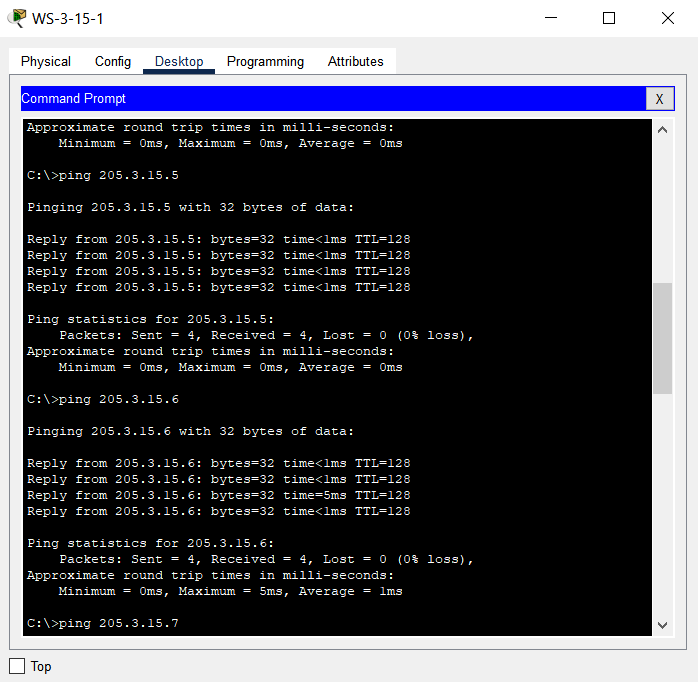 WS-3-15-1
Physical Config Desktop Programming Attributes
Command Prompt X
Approximate round trip times in milli-seconds:
    Minimum = 0ms, Maximum = 0ms, Average = 0ms
C:\>ping 205.3.15.5
Pinging 205.3.15.5 with 32 bytes of data:
Reply from 205.3.15.5: bytes=32 time<1ms TTL=128
Reply from 205.3.15.5: bytes=32 time<1ms TTL=128
Reply from 205.3.15.5: bytes=32 time<1ms TTL=128
Reply from 205.3.15.5: bytes=32 time<1ms TTL=128
Ping statistics for 205.3.15.5:
    Packets: Sent = 4, Received = 4, Lost = 0 (0% loss),
Approximate round trip times in milli-seconds:
    Minimum = 0ms, Maximum = 0ms, Average = 0ms
C:\>ping 205.3.15.6
Pinging 205.3.15.6 with 32 bytes of data:
Reply from 205.3.15.6: bytes=32 time<1ms TTL=128
Reply from 205.3.15.6: bytes=32 time<1ms TTL=128
Reply from 205.3.15.6: bytes=32 time=5ms TTL=128
Reply from 205.3.15.6: bytes=32 time<1ms TTL=128
Ping statistics for 205.3.15.6:
    Packets: Sent = 4, Received = 4, Lost = 0 (0% loss),
Approximate round trip times in milli-seconds:
    Minimum = 0ms, Maximum = 5ms, Average = 1ms
C:\>ping 205.3.15.7
Top